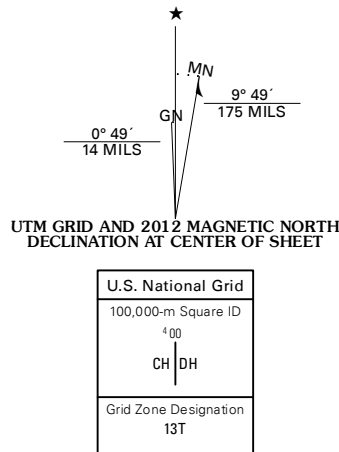 ★
MN
GN
9° 49´
175 MILS
0° 49´
14 MILS
UTM GRID AND 2012 MAGNETIC NORTH
DECLINATION AT CENTER OF SHEET
U.S. National Grid
100,000-m Square ID
⁴00
CH DH
Grid Zone Designation
13T